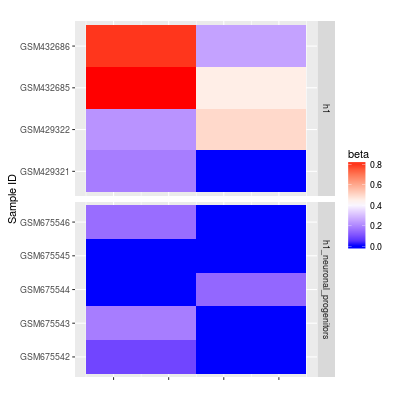 GSM432686
GSM432685
GSM429322
GSM429321
GSM675546
GSM675545
GSM675544
GSM675543
GSM675542
Sample ID
h1
h1_neuronal_progenitors
beta
0.8
0.6
0.4
0.2
0.0